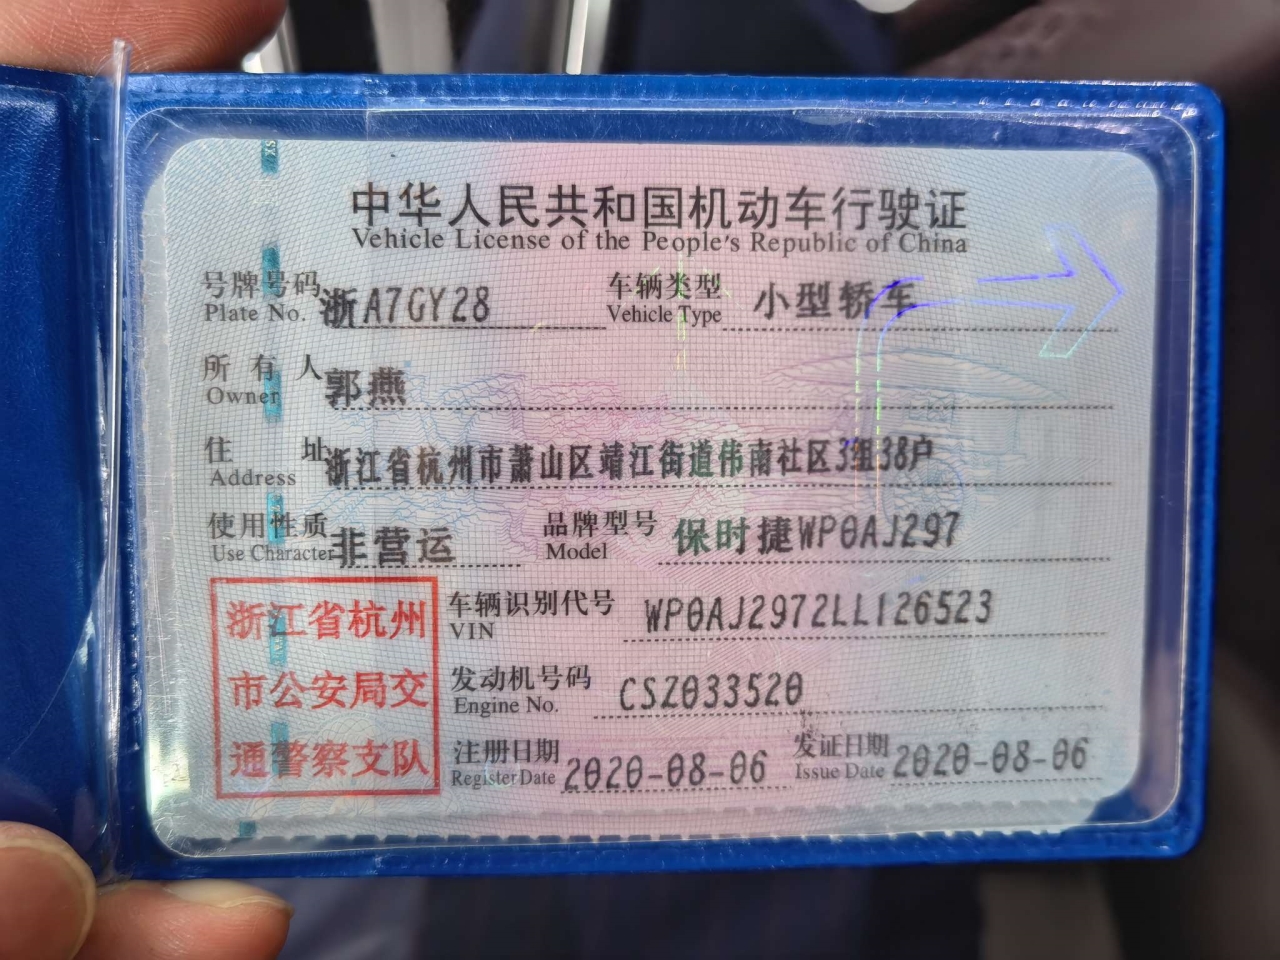 中华人民共和国机动车行驶证
Vehicle License of the People's Republic of China
号牌号码 浙A7GY28 车辆类型 小型轿车
Plate No. Vehicle Type
所有人 郭燕
Owner
住址 浙江省杭州市萧山区靖江街道伟南社区3组38户
Address
使用性质 非营运 品牌型号 保时捷WP0AJ297
Use Character Model
浙江省杭州
市公安局交
通警察支队
车辆识别代号 WP0AJ2972LL126523
VIN
发动机号码 CSZ033520
Engine No.
注册日期 2020-08-06 发证日期 2020-08-06
Register Date Issue Date